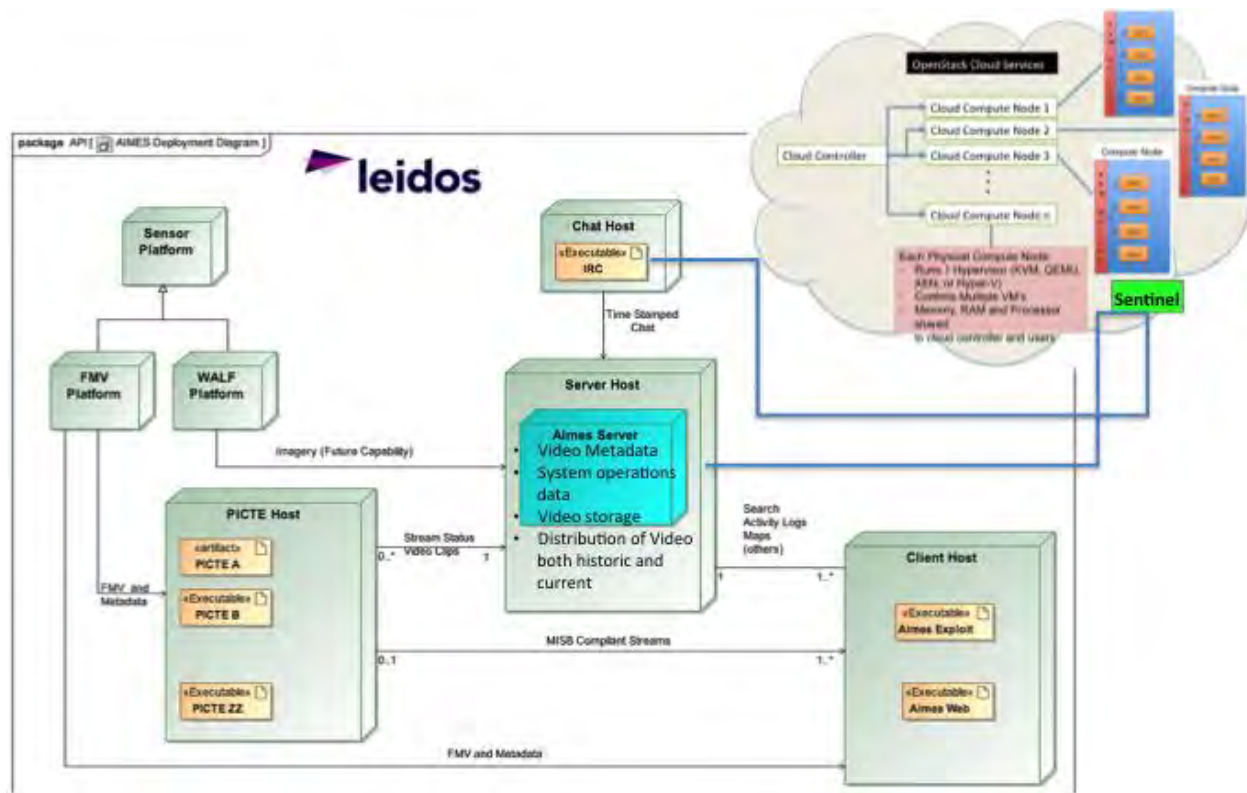 OpenStack Cloud Services
Cloud Compute Node 1
Cloud Compute Node 2
Cloud Compute Node 3
Cloud Controller
Cloud Compute Node n
Compute Node
Compute Node
Each Physical Compute Node:
- Runs 1 Hypervisor (KVM, QEMU,
XEN, or Hyper-V)
- Controls Multiple VM's
- Memory, RAM and Processor
shared
to cloud controller and users
Sentinel
package API [ AIMES Deployment Diagram ]
leidos
Sensor
Platform
Chat Host
«Executable»
IRC
Time Stamped
Chat
FMV
Platform
WALF
Platform
Server Host
Aimes Server
• Video Metadata
• System operations
data
• Video storage
• Distribution of Video
both historic and
current
Imagery (Future Capability)
PICTE Host
«artifact»
PICTE A
«Executable»
PICTE B
«Executable»
PICTE ZZ
FMV and
Metadata
Stream Status
Video Clips
0..*
1
Search
Activity Logs
Maps
(others)
1
1..*
Client Host
«Executable»
Aimes Exploit
«Executable»
Aimes Web
MISB Compliant Streams
0..1
1..*
FMV and Metadata